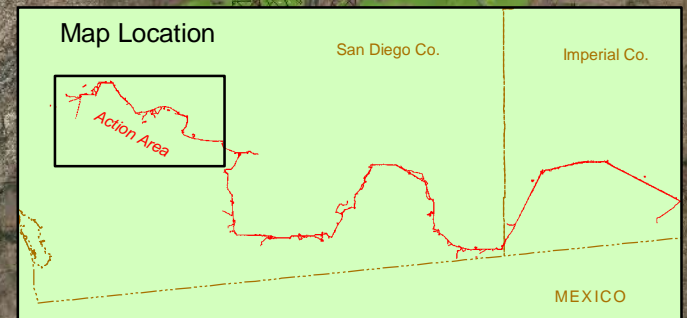 Map Location
San Diego Co.
Imperial Co.
Action Area
MEXICO